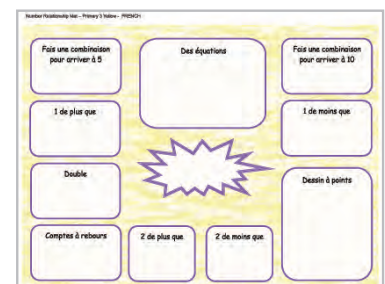 Number Relationship Mat – Primary 3 Yellow – FRENCH
Fais une combinaison
pour arriver à 5
Des équations
Fais une combinaison
pour arriver à 10
1 de plus que
1 de moins que
Double
Dessin à points
Comptes à rebours
2 de plus que
2 de moins que